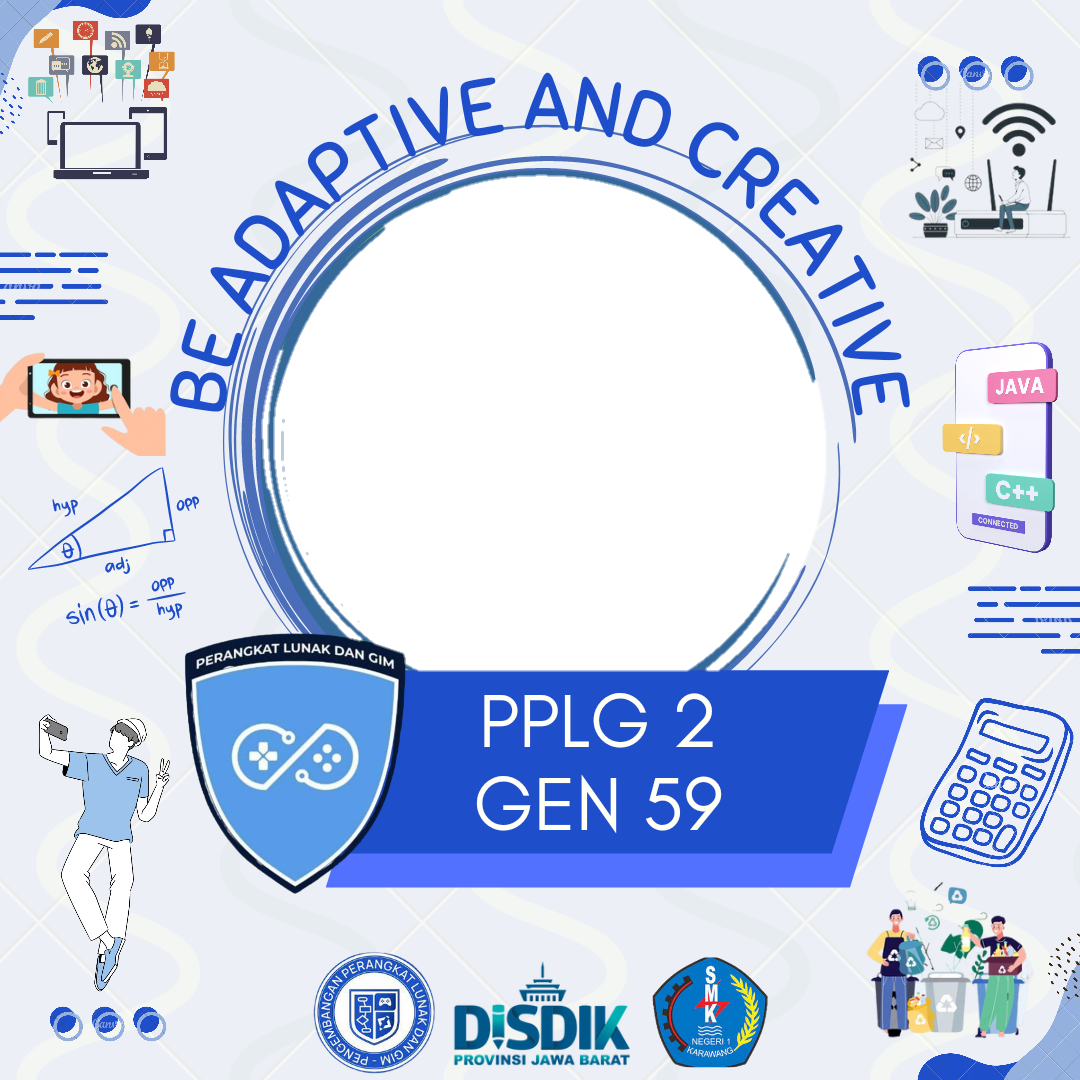 BE ADAPTIVE AND CREATIVE
JAVA
</>
C++
CONNECTED
hyp
opp
θ
adj
sin(θ) = opp/hyp
PERANGKAT LUNAK DAN GIM
PPLG 2
GEN 59
PENGEMBANGAN PERANGKAT LUNAK DAN GIM -
DISDIK
PROVINSI JAWA BARAT
SMK
NEGERI 1
KARAWANG